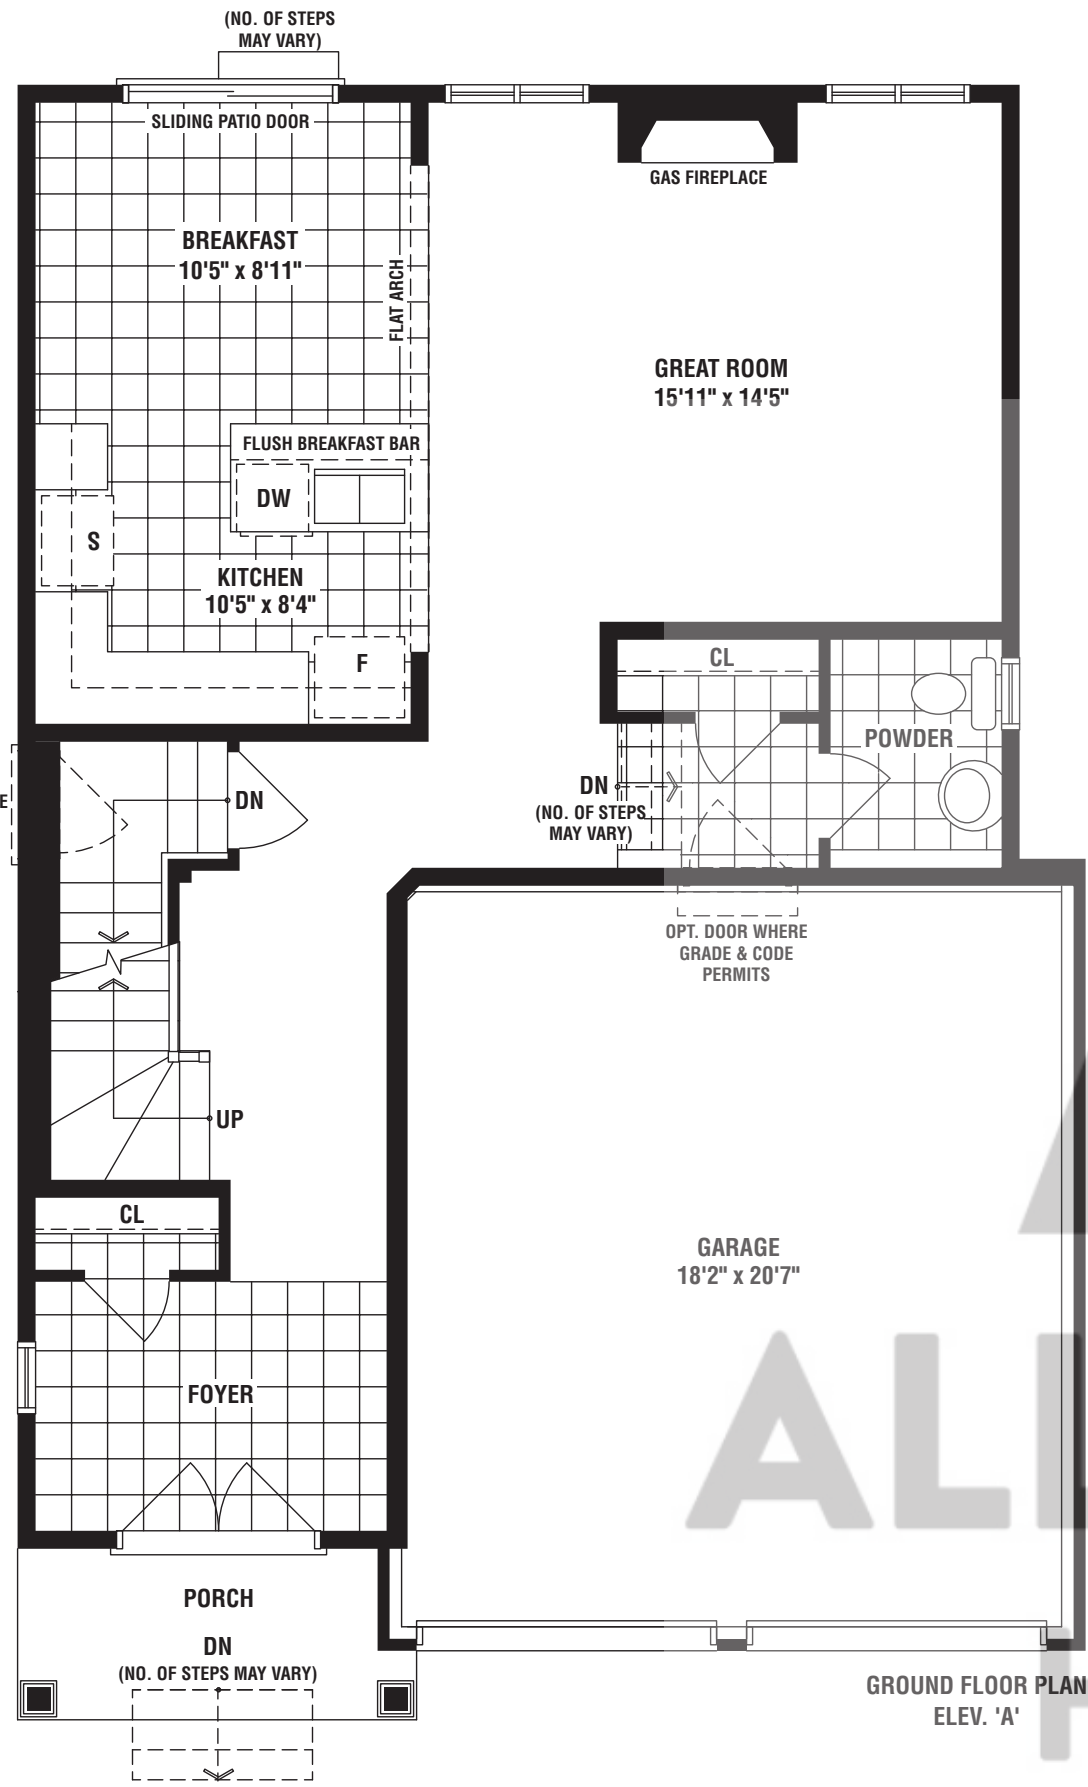 (NO. OF STEPS
MAY VARY)
SLIDING PATIO DOOR
GAS FIREPLACE
BREAKFAST
10'5" x 8'11"
FLAT ARCH
GREAT ROOM
15'11" x 14'5"
FLUSH BREAKFAST BAR
DW
S
KITCHEN
10'5" x 8'4"
F
CL
POWDER
E
DN
DN
(NO. OF STEPS
MAY VARY)
OPT. DOOR WHERE
GRADE & CODE
PERMITS
UP
CL
GARAGE
18'2" x 20'7"
FOYER
PORCH
DN
(NO. OF STEPS MAY VARY)
GROUND FLOOR PLAN
ELEV. 'A'